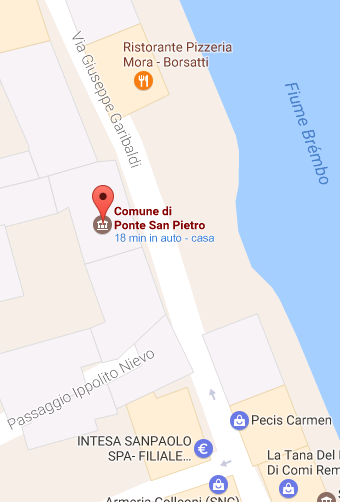 Ristorante Pizzeria
Mora - Borsatti
Via Giuseppe Garibaldi
Fiume Brémbo
Comune di
Ponte San Pietro
18 min in auto - casa
Passaggio Ippolito Nievo
Pecis Carmen
INTESA SANPAOLO
SPA- FILIALE...
La Tana Del
Di Comi Rem
Armeria Colleoni (SNC)